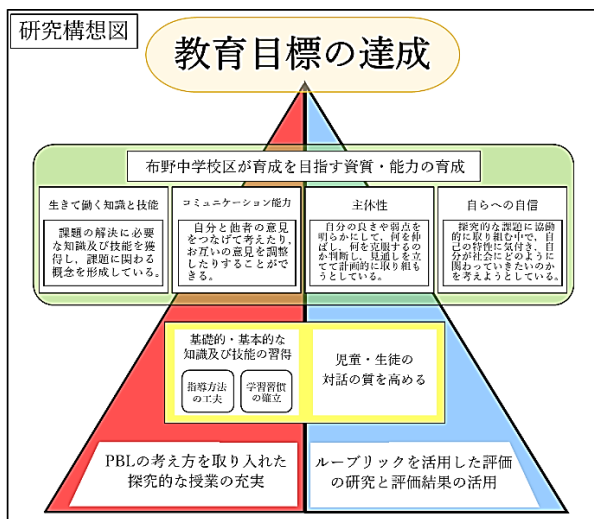 研究構想図
教育目標の達成
布野中学校区が育成を目指す資質・能力の育成
生きて働く知識と技能
課題の解決に必要
な知識及び技能を獲
得し、課題に関わる
概念を形成している。
コミュニケーション能力
自分と他者の意見
をつなげて考えたり、
お互いの意見を調整
したりすることがで
きる。
主体性
自分の良さや弱点を
明らかにして、何を伸
ばし、何を克服するの
か判断し、見通しを立
てて計画的に取り組も
うとしている。
自らへの自信
探究的な課題に協働
的に取り組む中で、自
己の特性に気付き、自
分が社会にどのように
関わっていきたいのか
を考えようとしている。
基礎的・基本的な
知識及び技能の習得
指導方法
の工夫
学習習慣
の確立
児童・生徒の
対話の質を高める
PBLの考え方を取り入れた
探究的な授業の充実
ルーブリックを活用した評価
の研究と評価結果の活用